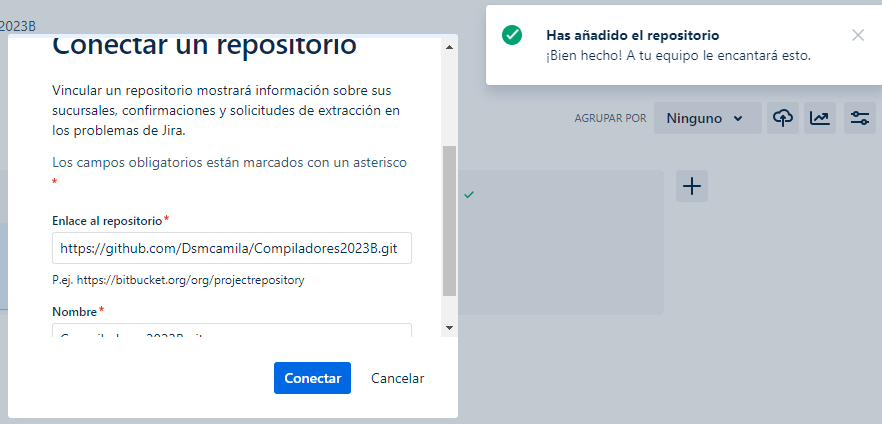 2023B
Conectar un repositorio
Vincular un repositorio mostrará información sobre sus
sucursales, confirmaciones y solicitudes de extracción en
los problemas de Jira.
Los campos obligatorios están marcados con un asterisco
*
Enlace al repositorio*
https://github.com/Dsmcamila/Compiladores2023B.git
P.ej. https://bitbucket.org/org/projectrepository
Nombre*
Compiladores2023B.git
Conectar
Cancelar
Has añadido el repositorio
¡Bien hecho! A tu equipo le encantará esto.
AGRUPAR POR
Ninguno